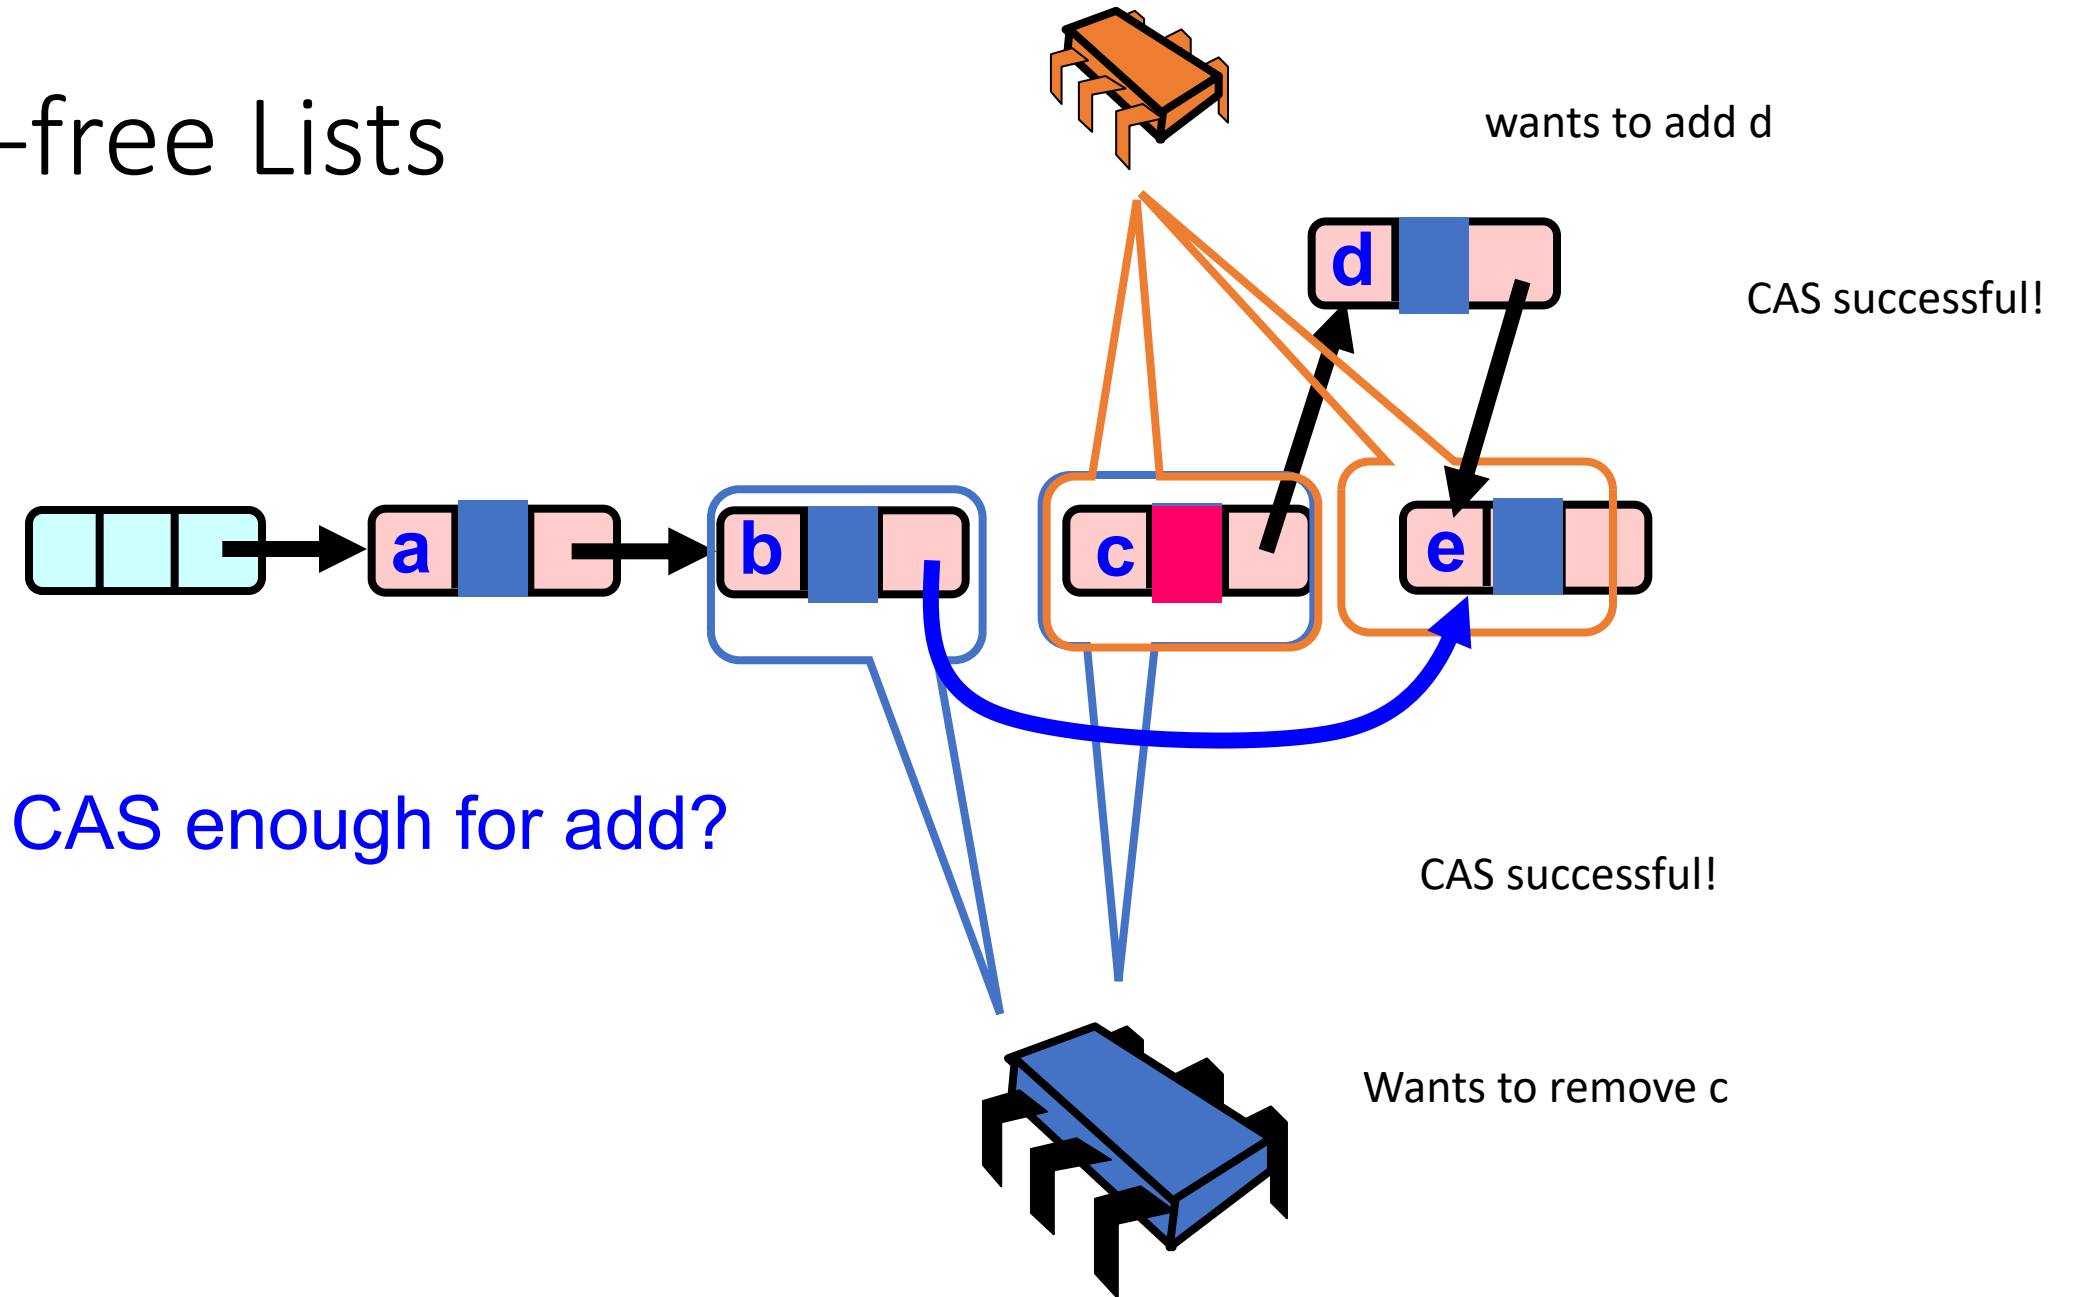 -free Lists
wants to add d
d
CAS successful!
a
b
c
e
CAS enough for add?
CAS successful!
Wants to remove c